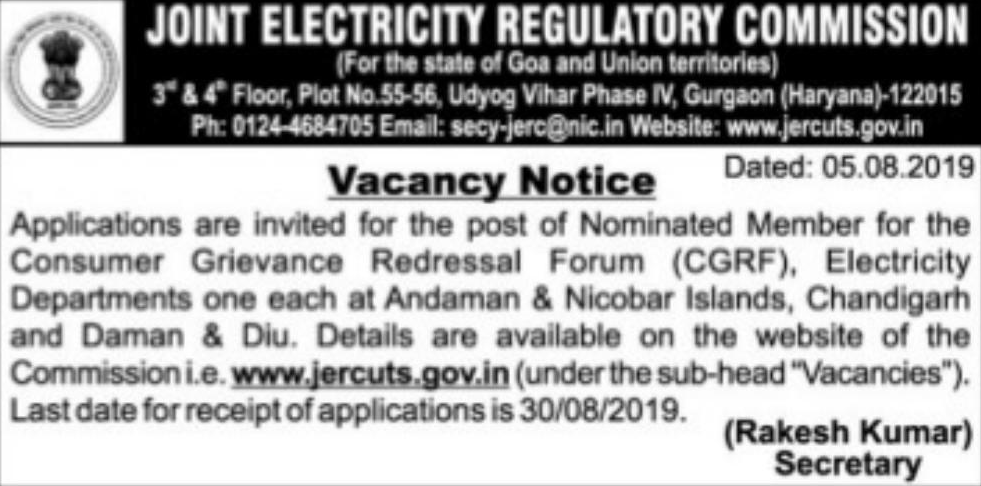 JOINT ELECTRICITY REGULATORY COMMISSION
(For the state of Goa and Union territories)
3rd & 4th Floor, Plot No.55-56, Udyog Vihar Phase IV, Gurgaon (Haryana)-122015
Ph: 0124-4684705 Email: secy-jerc@nic.in Website: www.jercuts.gov.in
Dated: 05.08.2019
Vacancy Notice
Applications are invited for the post of Nominated Member for the
Consumer Grievance Redressal Forum (CGRF), Electricity
Departments one each at Andaman & Nicobar Islands, Chandigarh
and Daman & Diu. Details are available on the website of the
Commission i.e. www.jercuts.gov.in (under the sub-head "Vacancies").
Last date for receipt of applications is 30/08/2019.
(Rakesh Kumar)
Secretary